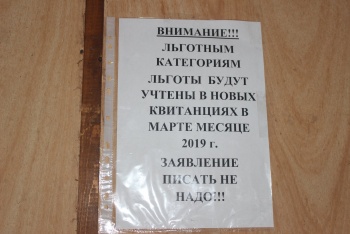 ВНИМАНИЕ!!!
ЛЬГОТНЫМ
КАТЕГОРИЯМ
ЛЬГОТЫ БУДУТ
УЧТЕНЫ В НОВЫХ
КВИТАНЦИЯХ В
МАРТЕ МЕСЯЦЕ
2019 г.
ЗАЯВЛЕНИЕ
ПИСАТЬ НЕ
НАДО!!!